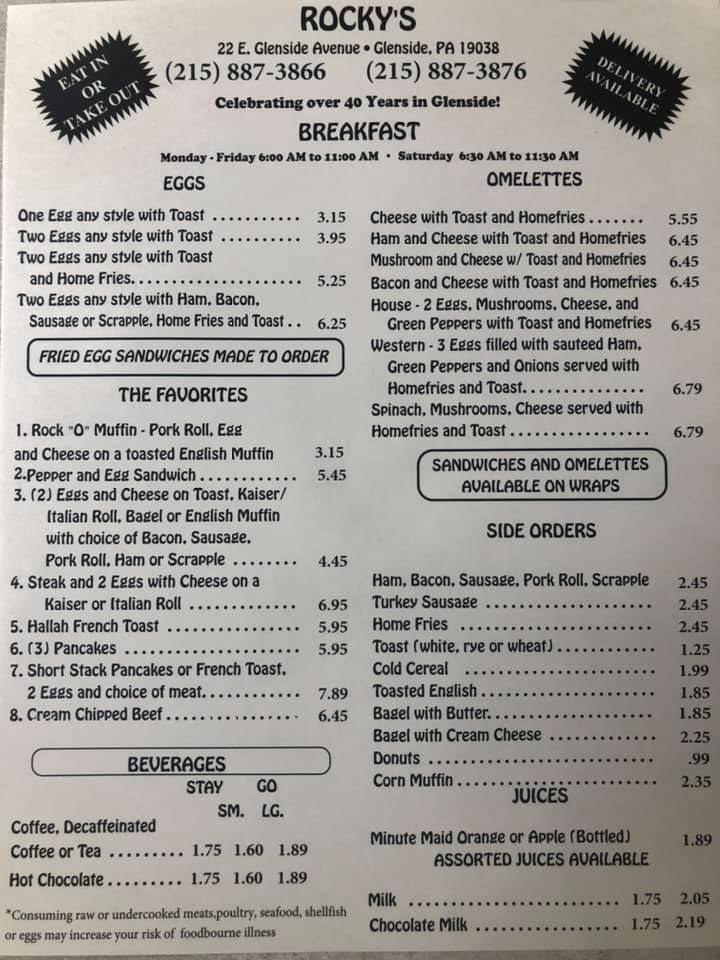 ROCKY'S
22 E. Glenside Avenue • Glenside, PA 19038
(215) 887-3866 (215) 887-3876
EAT IN
OR
TAKE OUT
DELIVERY
AVAILABLE
Celebrating over 40 Years in Glenside!
BREAKFAST
Monday - Friday 6:00 AM to 11:00 AM • Saturday 6:30 AM to 11:30 AM
EGGS
One Egg any style with Toast ........... 3.15
Two Eggs any style with Toast .......... 3.95
Two Eggs any style with Toast
and Home Fries...................... 5.25
Two Eggs any style with Ham, Bacon,
Sausage or Scrapple, Home Fries and Toast .. 6.25
FRIED EGG SANDWICHES MADE TO ORDER
THE FAVORITES
1. Rock "O" Muffin - Pork Roll, Egg
and Cheese on a toasted English Muffin 3.15
2.Pepper and Egg Sandwich ............ 5.45
3. (2) Eggs and Cheese on Toast, Kaiser/
Italian Roll, Bagel or English Muffin
with choice of Bacon, Sausage,
Pork Roll, Ham or Scrapple ........ 4.45
4. Steak and 2 Eggs with Cheese on a
Kaiser or Italian Roll ............. 6.95
5. Hallah French Toast ................ 5.95
6. (3) Pancakes ..................... 5.95
7. Short Stack Pancakes or French Toast,
2 Eggs and choice of meat............ 7.89
8. Cream Chipped Beef ................ 6.45
BEVERAGES
STAY GO
SM. LG.
Coffee, Decaffeinated
Coffee or Tea ......... 1.75 1.60 1.89
Hot Chocolate ......... 1.75 1.60 1.89
*Consuming raw or undercooked meats,poultry, seafood, shellfish
or eggs may increase your risk of foodbourne illness
OMELETTES
Cheese with Toast and Homefries ....... 5.55
Ham and Cheese with Toast and Homefries 6.45
Mushroom and Cheese w/ Toast and Homefries 6.45
Bacon and Cheese with Toast and Homefries 6.45
House - 2 Eggs, Mushrooms, Cheese, and
Green Peppers with Toast and Homefries 6.45
Western - 3 Eggs filled with sauteed Ham,
Green Peppers and Onions served with
Homefries and Toast............... 6.79
Spinach, Mushrooms, Cheese served with
Homefries and Toast ................. 6.79
SANDWICHES AND OMELETTES
AVAILABLE ON WRAPS
SIDE ORDERS
Ham, Bacon, Sausage, Pork Roll, Scrapple 2.45
Turkey Sausage .................... 2.45
Home Fries ....................... 2.45
Toast (white, rye or wheat) ............ 1.25
Cold Cereal ...................... 1.99
Toasted English ..................... 1.85
Bagel with Butter.................... 1.85
Bagel with Cream Cheese ............. 2.25
Donuts ........................... .99
Corn Muffin ........................ 2.35
JUICES
Minute Maid Orange or Apple (Bottled) 1.89
ASSORTED JUICES AVAILABLE
Milk ......................... 1.75 2.05
Chocolate Milk ................. 1.75 2.19